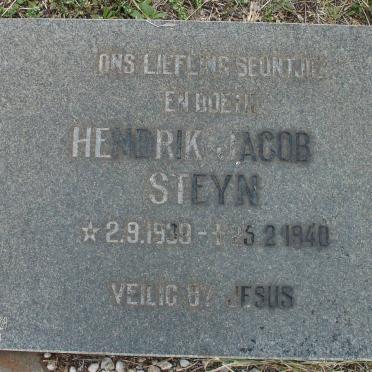 ONS LIEFLING SEUNTJIE
EN BOETIE
HENDRIK JACOB
STEYN
☆ 2.9.1939 - † 25.2.1940
VEILIG BY JESUS